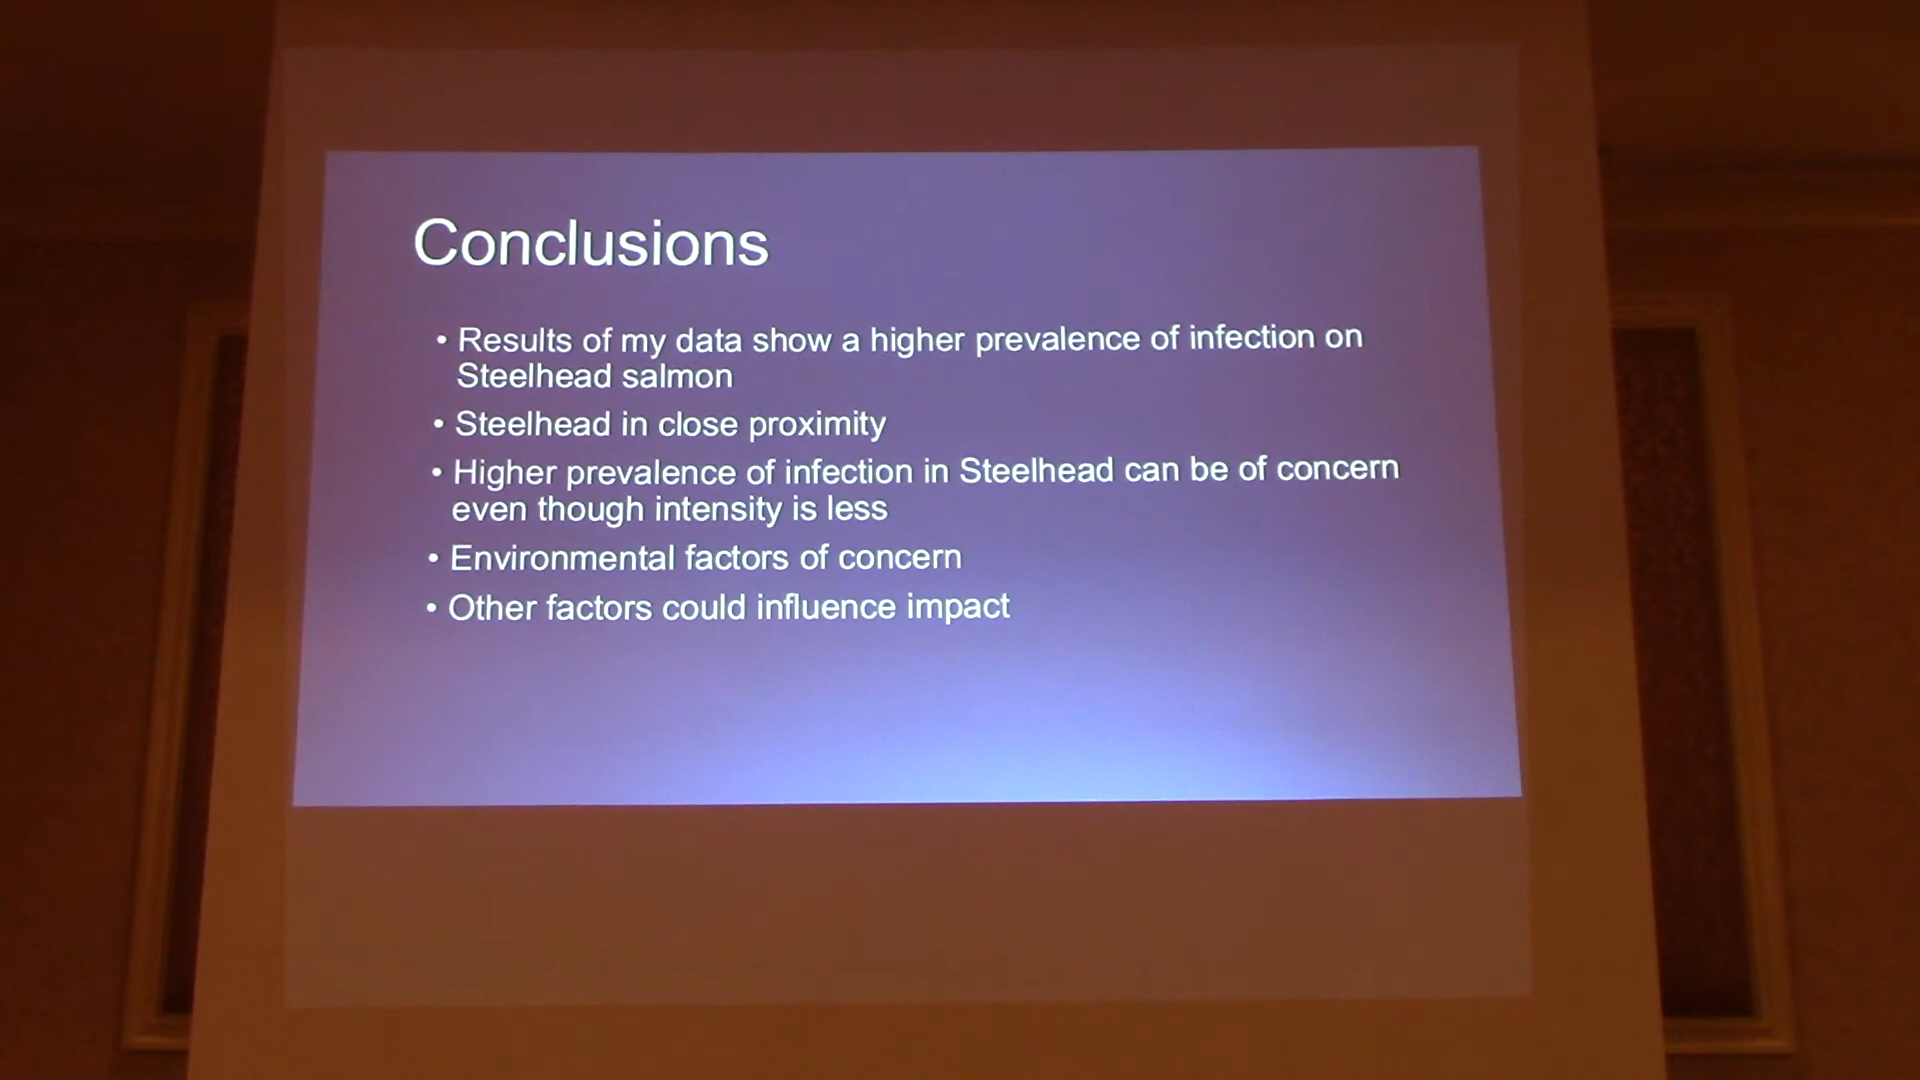 Conclusions
• Results of my data show a higher prevalence of infection on
Steelhead salmon
• Steelhead in close proximity
• Higher prevalence of infection in Steelhead can be of concern
even though intensity is less
• Environmental factors of concern
• Other factors could influence impact